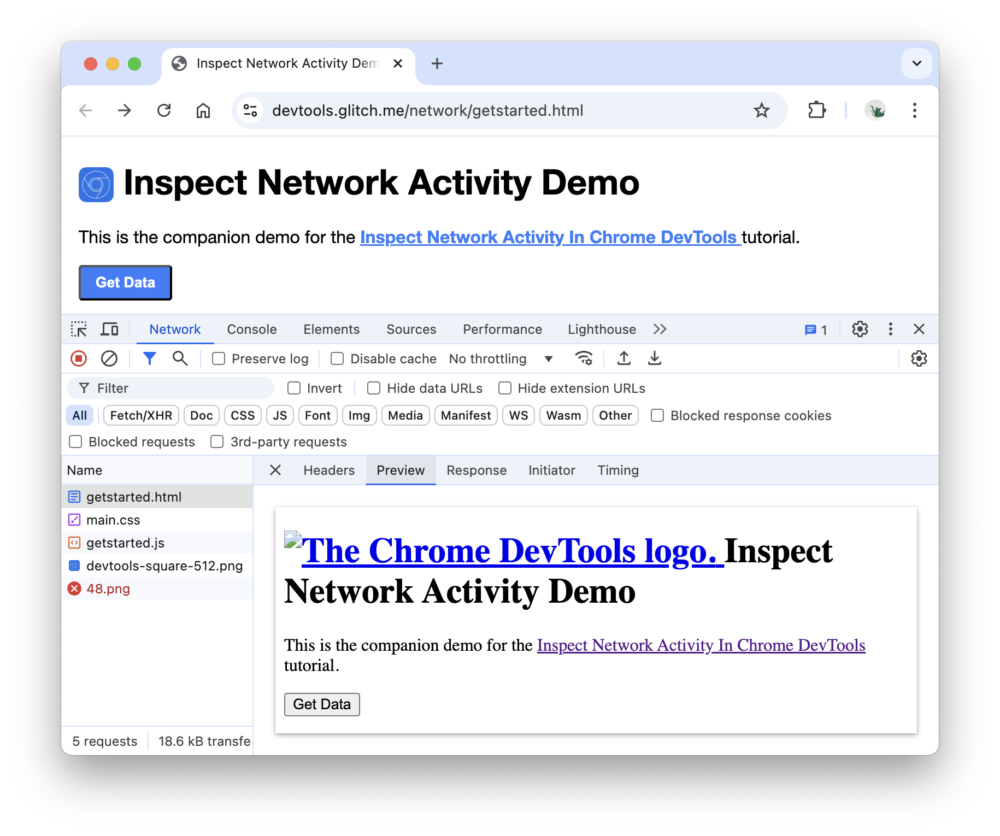 Inspect Network Activity Dem
devtools.glitch.me/network/getstarted.html
Inspect Network Activity Demo
This is the companion demo for the Inspect Network Activity In Chrome DevTools tutorial.
Get Data
Network Console Elements Sources Performance Lighthouse 1
Preserve log Disable cache No throttling
Filter Invert Hide data URLs Hide extension URLs
All Fetch/XHR Doc CSS JS Font Img Media Manifest WS Wasm Other Blocked response cookies
Blocked requests 3rd-party requests
Name
Headers Preview Response Initiator Timing
getstarted.html
main.css
getstarted.js
devtools-square-512.png
48.png
The Chrome DevTools logo. Inspect
Network Activity Demo
This is the companion demo for the Inspect Network Activity In Chrome DevTools
tutorial.
Get Data
5 requests 18.6 kB transfe